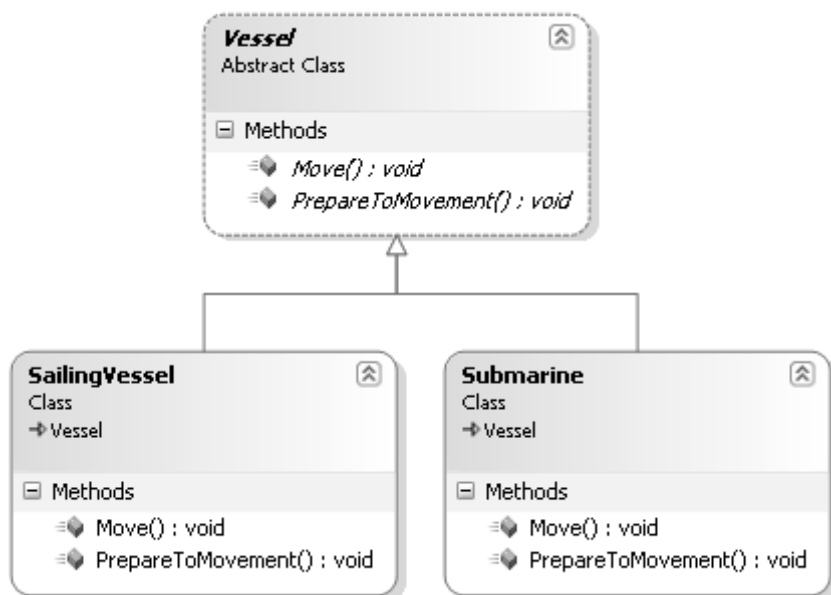 Vessel
Abstract Class
Methods
Move() : void
PrepareToMovement() : void
SailingVessel
Class
Vessel
Methods
Move() : void
PrepareToMovement() : void
Submarine
Class
Vessel
Methods
Move() : void
PrepareToMovement() : void